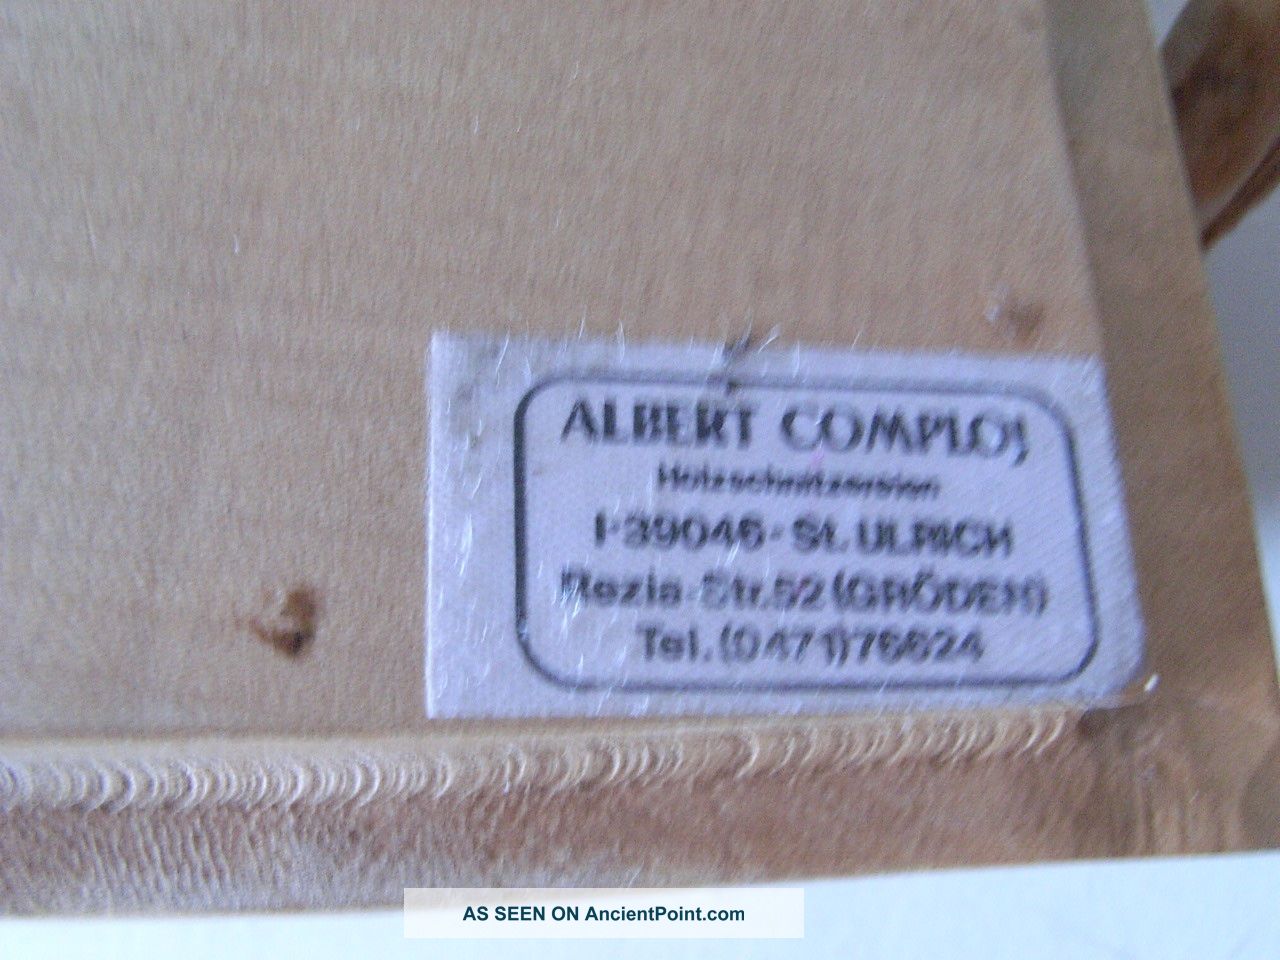 ALBERT COMPLOJ
Holzschnitzereien
I-39046-St. ULRICH
Rezia-Str. 52 (GRÖDEN)
Tel. (0471) 76624
AS SEEN ON AncientPoint.com